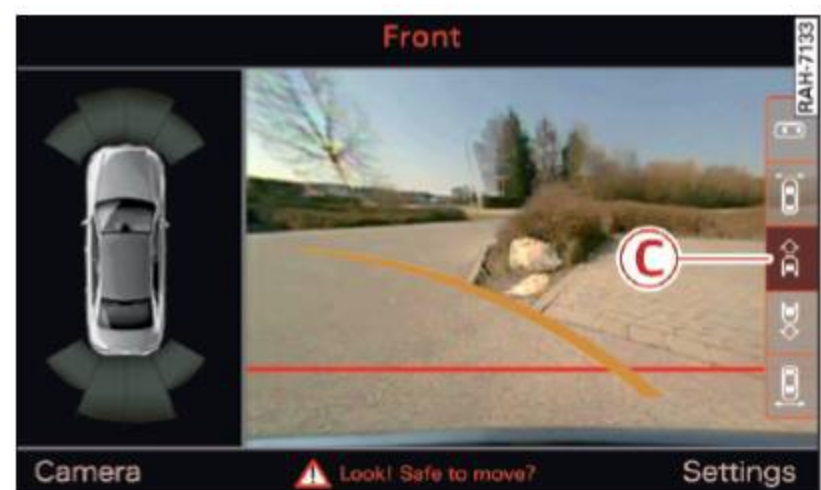 Front
RAH-7133
C
Camera
Look! Safe to move?
Settings